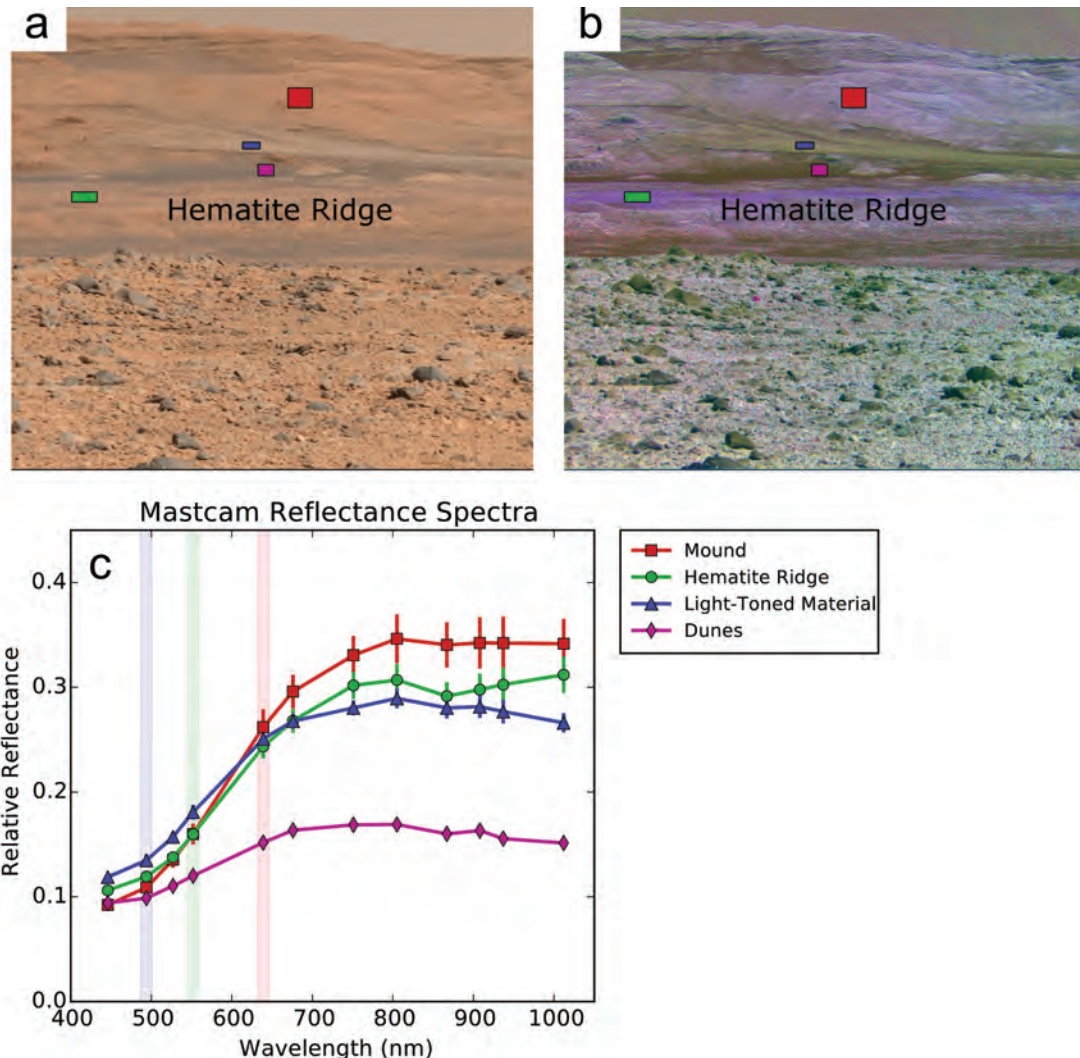 a
b
Hematite Ridge
Hematite Ridge
Mastcam Reflectance Spectra
c
Relative Reflectance
0.4
0.3
0.2
0.1
0.0
400 500 600 700 800 900 1000
Wavelength (nm)
Mound
Hematite Ridge
Light-Toned Material
Dunes